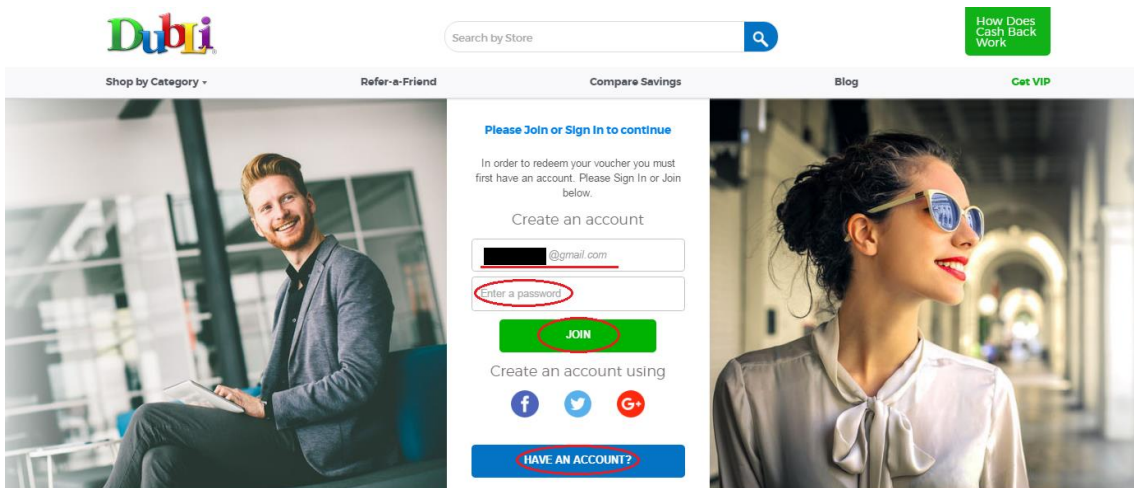 DubLi
Search by Store
How Does
Cash Back
Work
Shop by Category
Refer-a-Friend
Compare Savings
Blog
Get VIP
Please Join or Sign In to continue
In order to redeem your voucher you must
first have an account. Please Sign In or Join
below.
Create an account
@gmail.com
Enter a password
JOIN
Create an account using
f
G+
HAVE AN ACCOUNT?